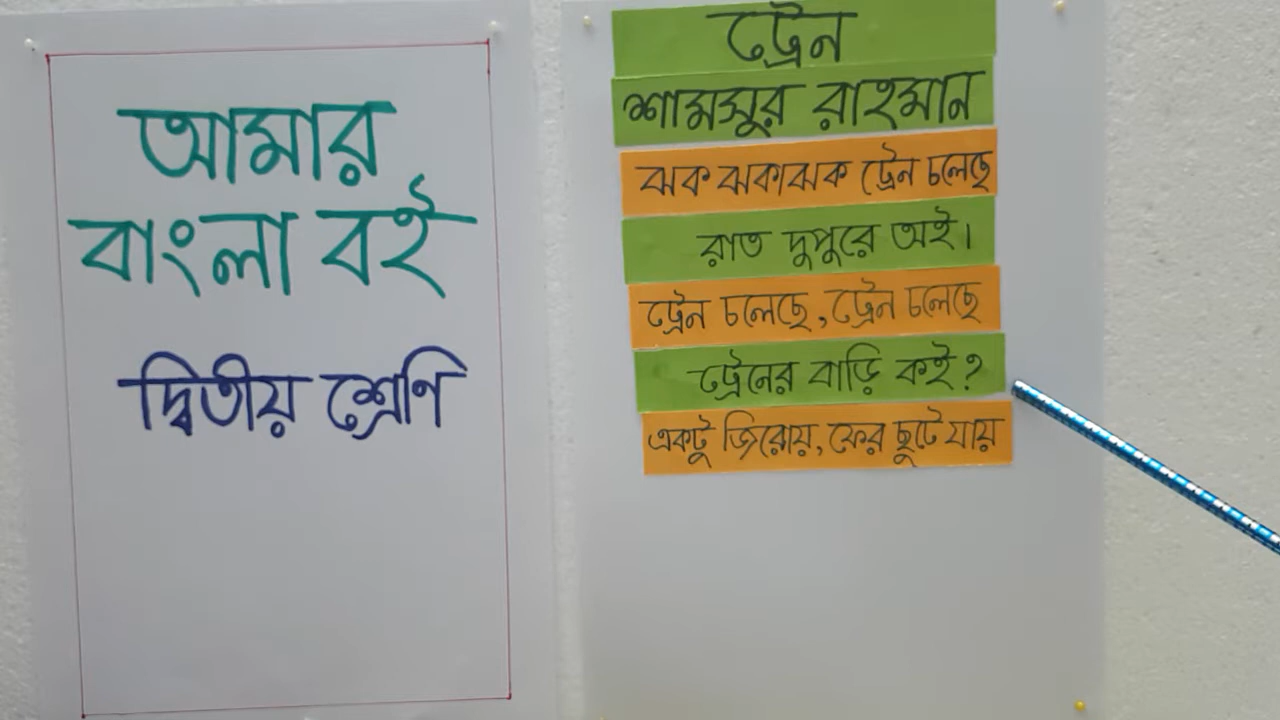 আমার
বাংলা বই
দ্বিতীয় শ্রেণি
ট্রেন
শামসুর রাহমান
ঝক ঝকাঝক ট্রেন চলেছে
রাত দুপুরে অই।
ট্রেন চলেছে, ট্রেন চলেছে
ট্রেনের বাড়ি কই?
একটু জিরোয়, ফের ছুটে যায়